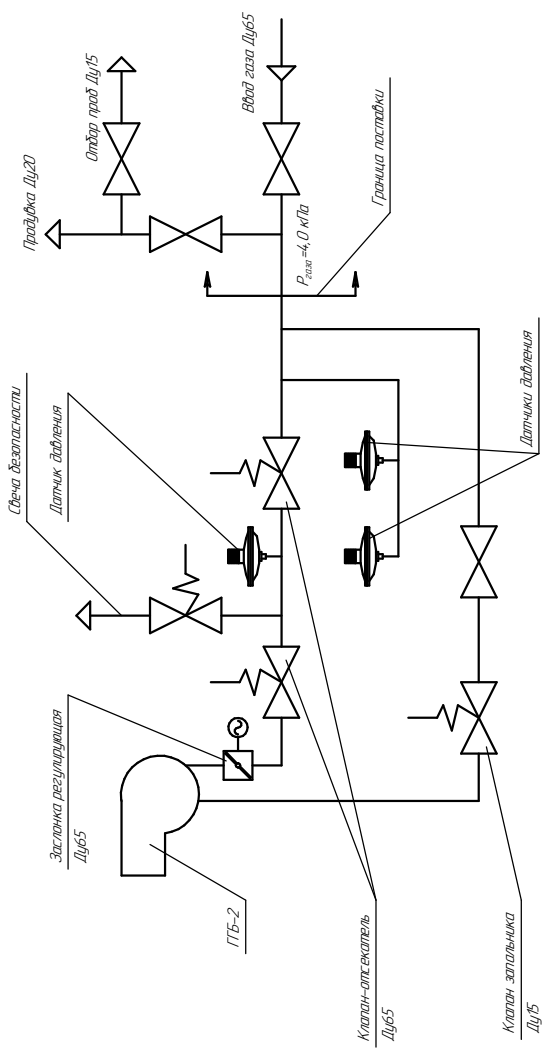 Продувка Ду20
Отбор проб Ду15
Ввод газа Ду65
Свеча безопасности
Датчик давления
Заслонка регулирующая
Ду65
Pгаза=4,0 кПа
Граница поставки
ГГБ-2
Датчики давления
Клапан-отсекатель
Ду65
Клапан запальника
Ду15